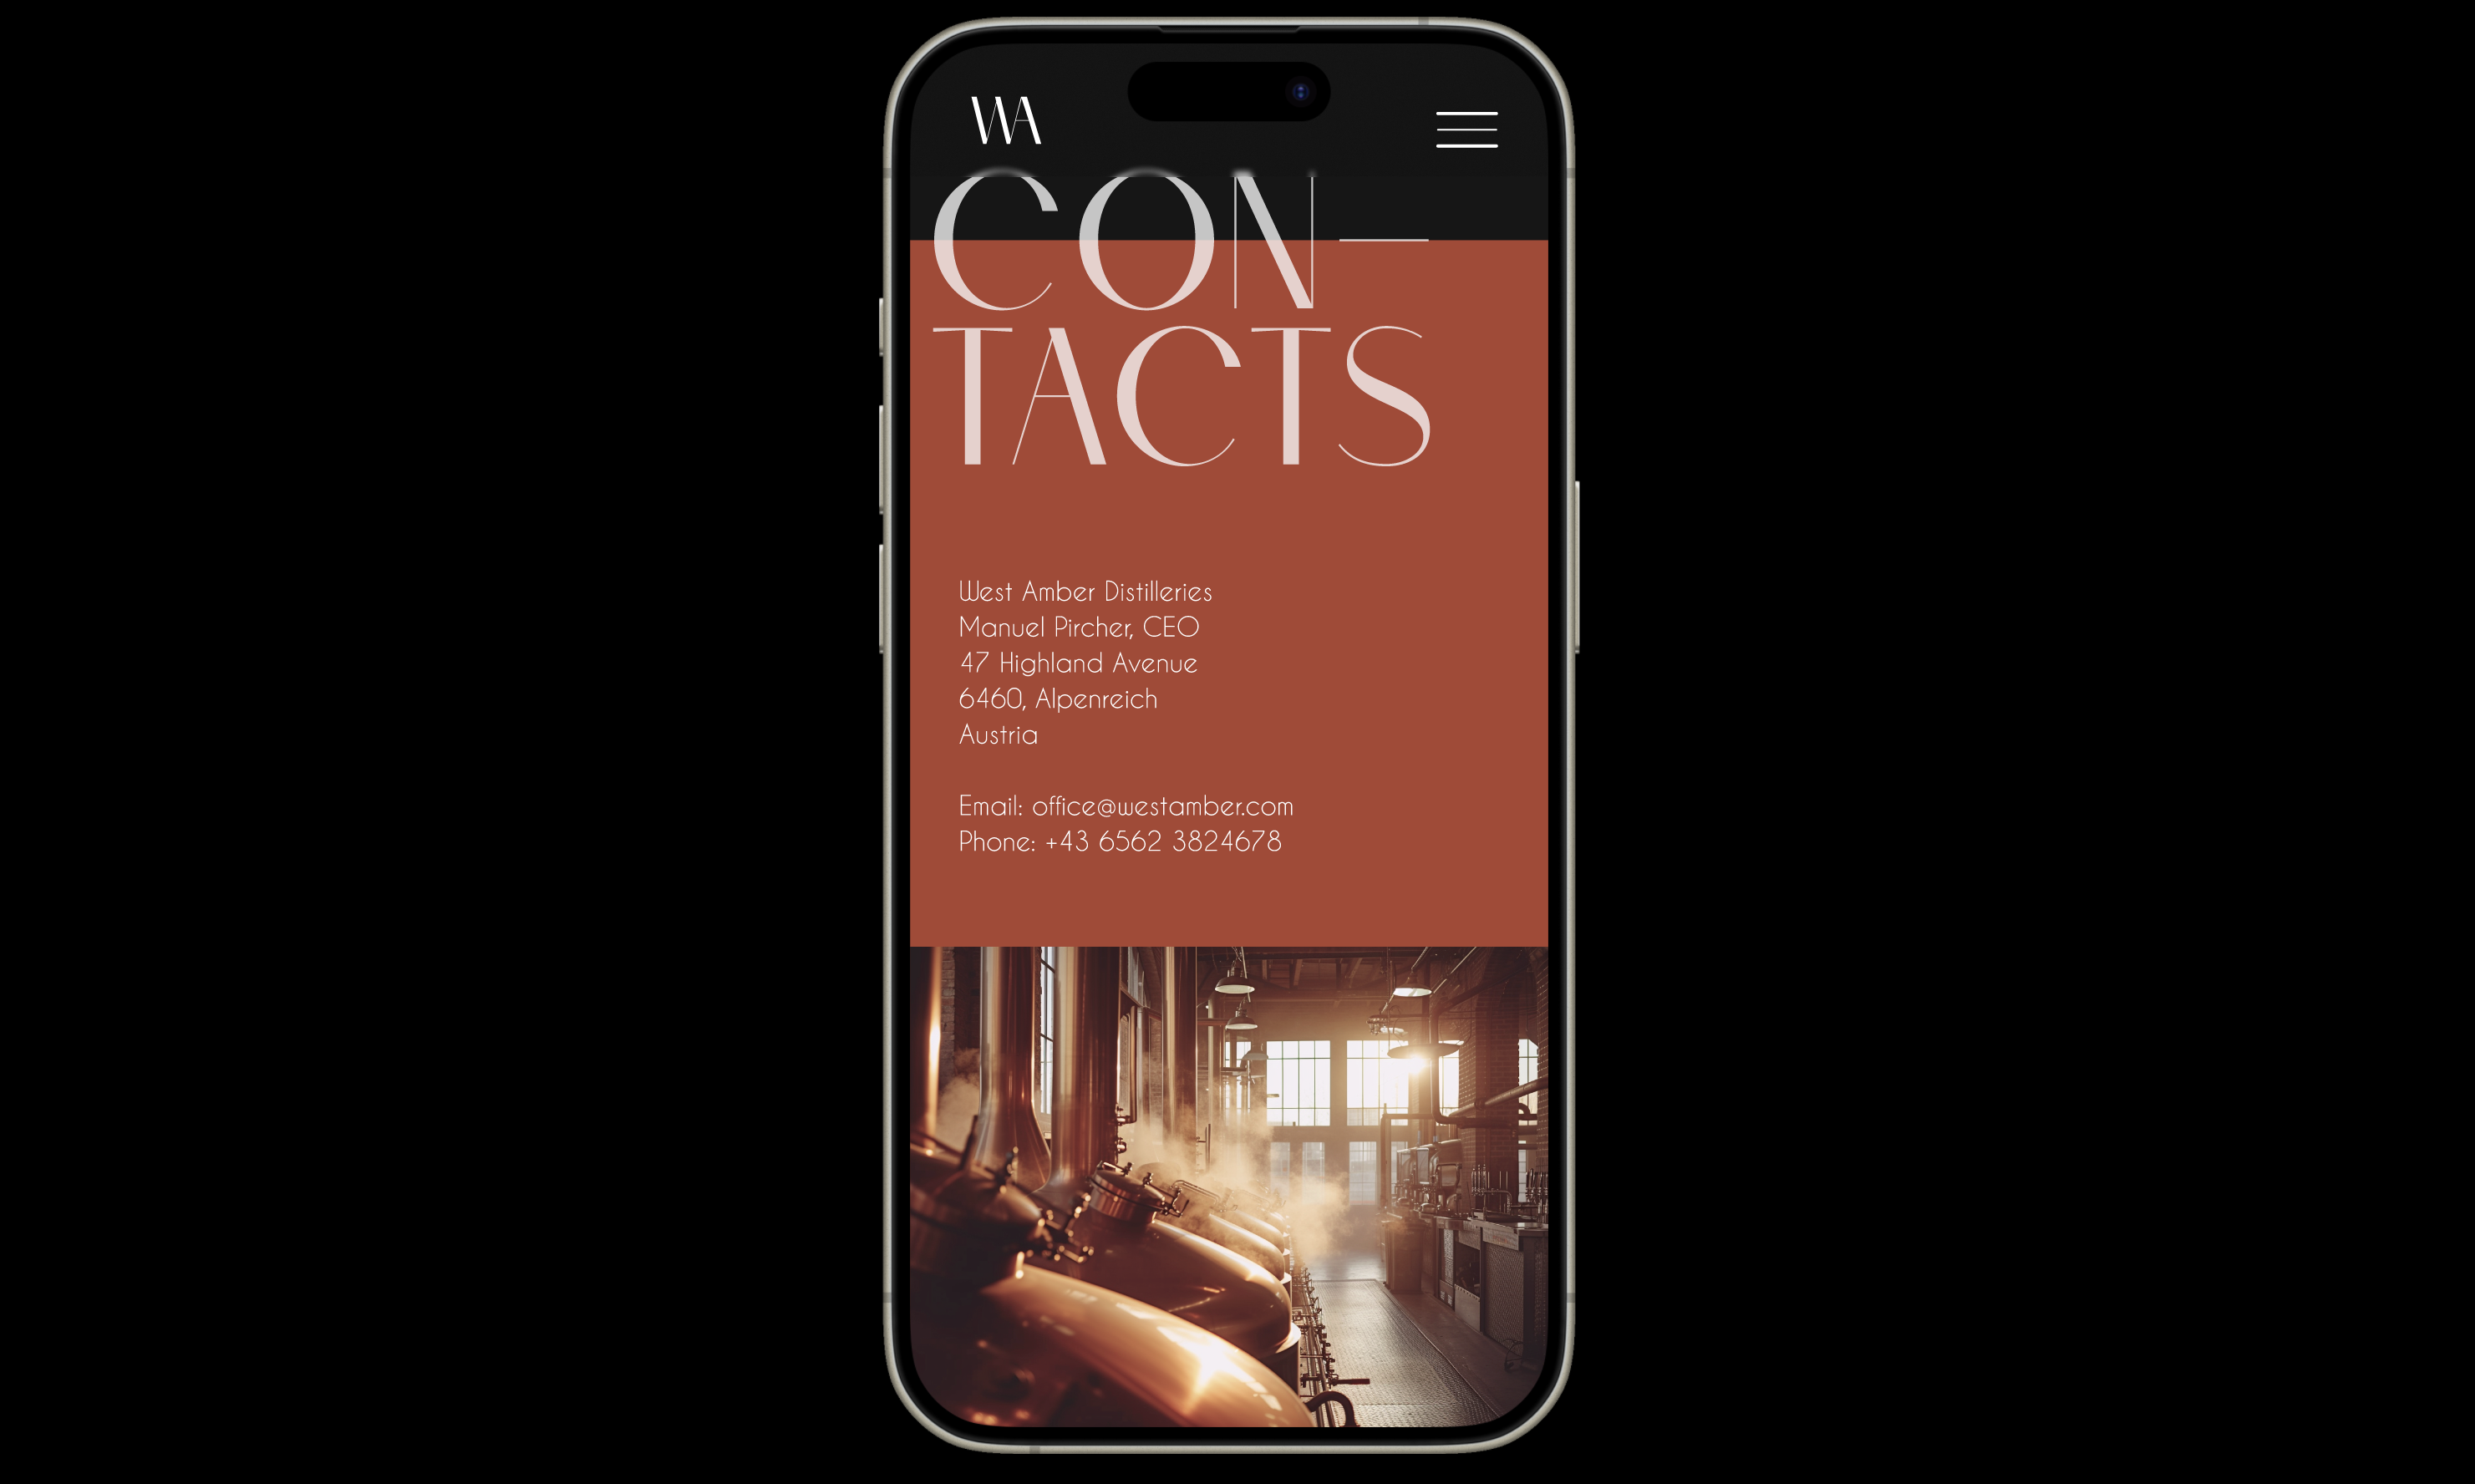 WA
CON—
TACTS
West Amber Distilleries
Manuel Pircher, CEO
47 Highland Avenue
6460, Alpenreich
Austria
Email: office@westamber.com
Phone: +43 6562 3824678